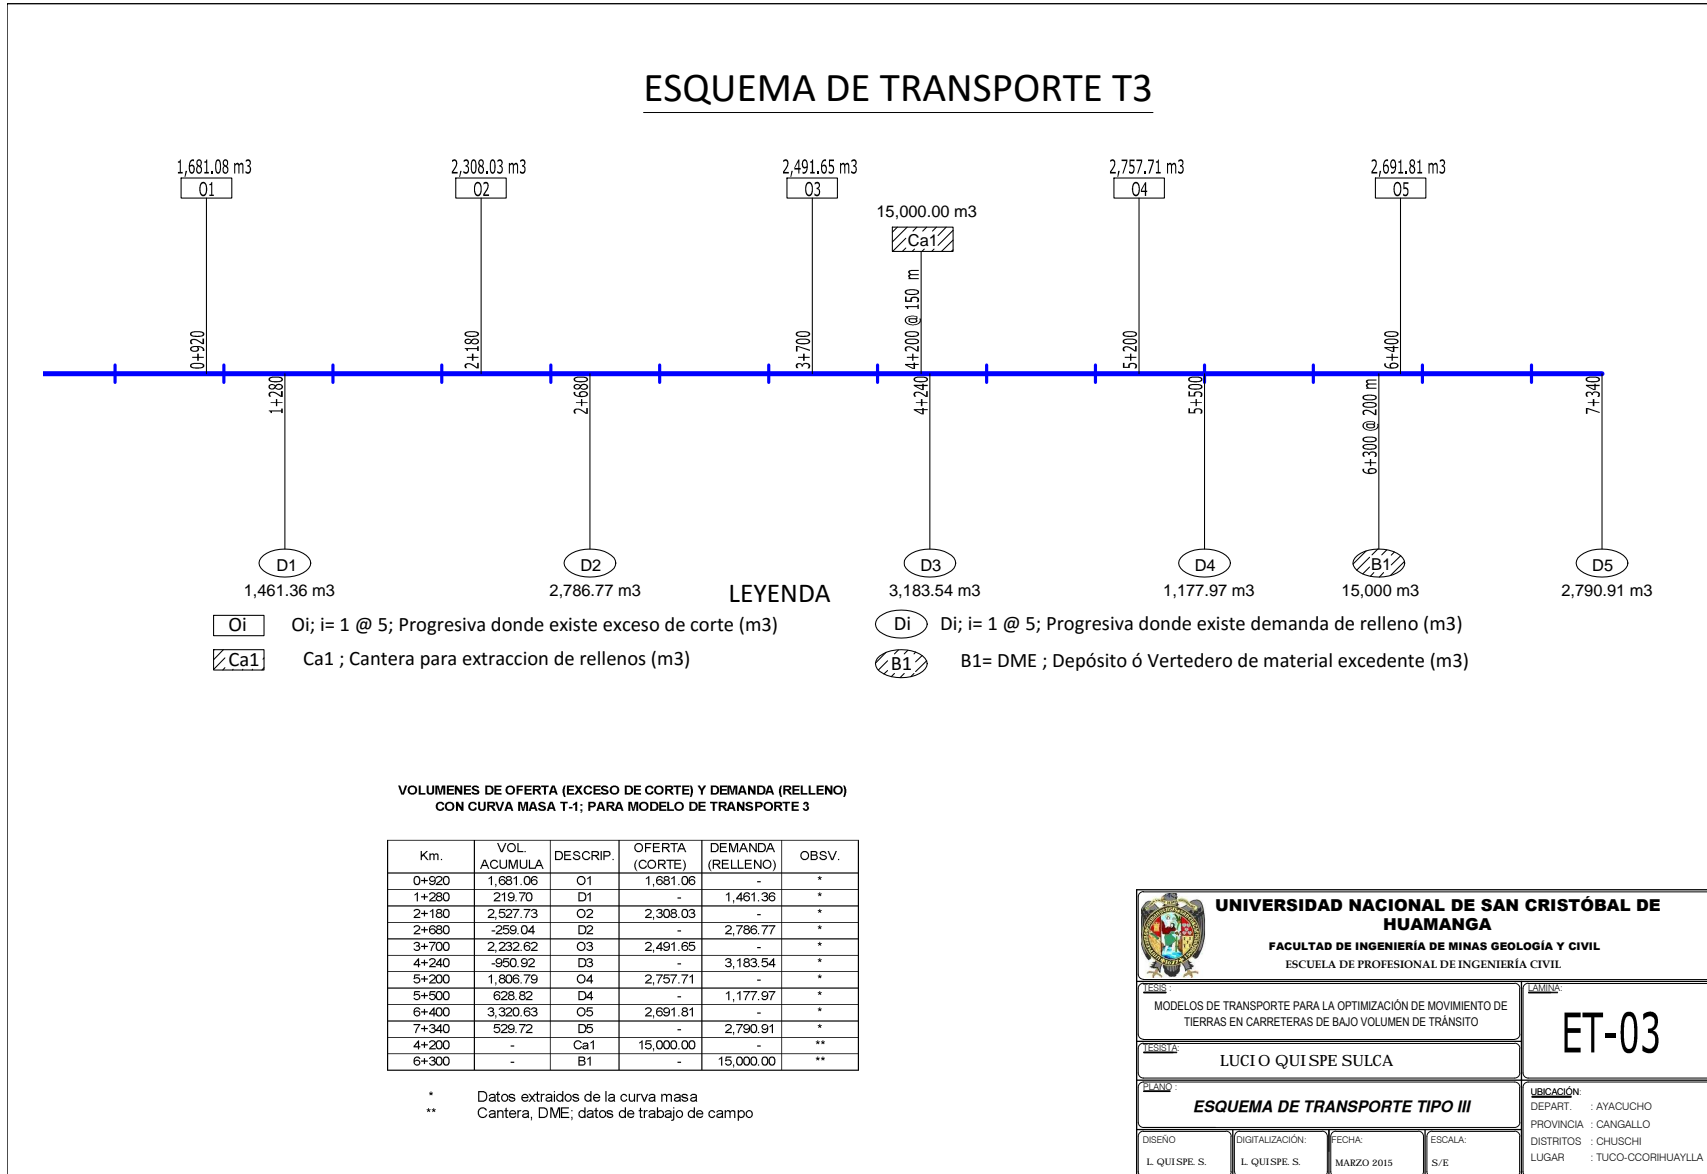 ESQUEMA DE TRANSPORTE T3
1,681.08 m3
O1
2,308.03 m3
O2
2,491.65 m3
O3
2,757.71 m3
O4
2,691.81 m3
O5
15,000.00 m3
Ca1
0+920
2+180
3+700
4+200 @ 150 m
5+200
6+400
1+280
2+680
4+240
5+500
6+300 @ 200 m
7+340
D1
1,461.36 m3
D2
2,786.77 m3
D3
3,183.54 m3
D4
1,177.97 m3
B1
15,000 m3
D5
2,790.91 m3
LEYENDA
Oi Oi; i= 1 @ 5; Progresiva donde existe exceso de corte (m3)
Di Di; i= 1 @ 5; Progresiva donde existe demanda de relleno (m3)
Ca1 Ca1 ; Cantera para extraccion de rellenos (m3)
B1 B1= DME ; Depósito ó Vertedero de material excedente (m3)
VOLUMENES DE OFERTA (EXCESO DE CORTE) Y DEMANDA (RELLENO)
CON CURVA MASA T-1; PARA MODELO DE TRANSPORTE 3
Km. VOL. ACUMULA DESCRIP. OFERTA (CORTE) DEMANDA (RELLENO) OBSV.
0+920 1,681.06 O1 1,681.06 - *
1+280 219.70 D1 - 1,461.36 *
2+180 2,527.73 O2 2,308.03 - *
2+680 -259.04 D2 - 2,786.77 *
3+700 2,232.62 O3 2,491.65 - *
4+240 -950.92 D3 - 3,183.54 *
5+200 1,806.79 O4 2,757.71 - *
5+500 628.82 D4 - 1,177.97 *
6+400 3,320.63 O5 2,691.81 - *
7+340 529.72 D5 - 2,790.91 *
4+200 - Ca1 15,000.00 - **
6+300 - B1 - 15,000.00 **
* Datos extraidos de la curva masa
** Cantera, DME; datos de trabajo de campo
UNIVERSIDAD NACIONAL DE SAN CRISTÓBAL DE
HUAMANGA
FACULTAD DE INGENIERÍA DE MINAS GEOLOGÍA Y CIVIL
ESCUELA DE PROFESIONAL DE INGENIERÍA CIVIL
TESIS :
MODELOS DE TRANSPORTE PARA LA OPTIMIZACIÓN DE MOVIMIENTO DE
TIERRAS EN CARRETERAS DE BAJO VOLUMEN DE TRÁNSITO
LAMINA:
ET-03
TESISTA:
LUCIO QUISPE SULCA
PLANO :
ESQUEMA DE TRANSPORTE TIPO III
UBICACIÓN:
DEPART. : AYACUCHO
PROVINCIA : CANGALLO
DISTRITOS : CHUSCHI
LUGAR : TUCO-CCORIHUAYLLA
DISEÑO
L. QUISPE. S.
DIGITALIZACIÓN:
L. QUISPE. S.
FECHA:
MARZO 2015
ESCALA:
S/E